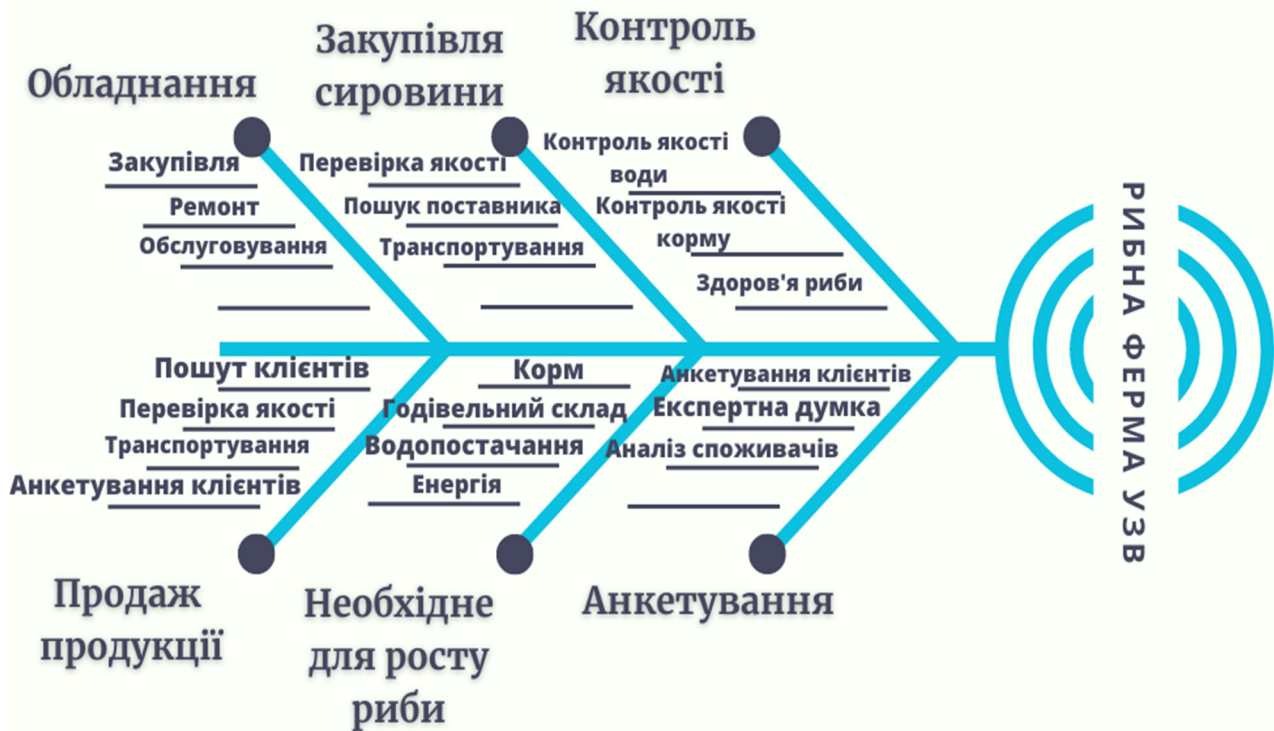 Обладнання
Закупівля
Ремонт
Обслуговування
Закупівля
сировини
Перевірка якості
Пошук поставника
Транспортування
Контроль
якості
Контроль якості
води
Контроль якості
корму
Здоров'я риби
Пошут клієнтів
Перевірка якості
Транспортування
Анкетування клієнтів
Продаж
продукції
Корм
Годівельний склад
Водопостачання
Енергія
Необхідне
для росту
риби
Анкетування клієнтів
Експертна думка
Аналіз споживачів
Анкетування
РИБНА ФЕРМА УЗВ